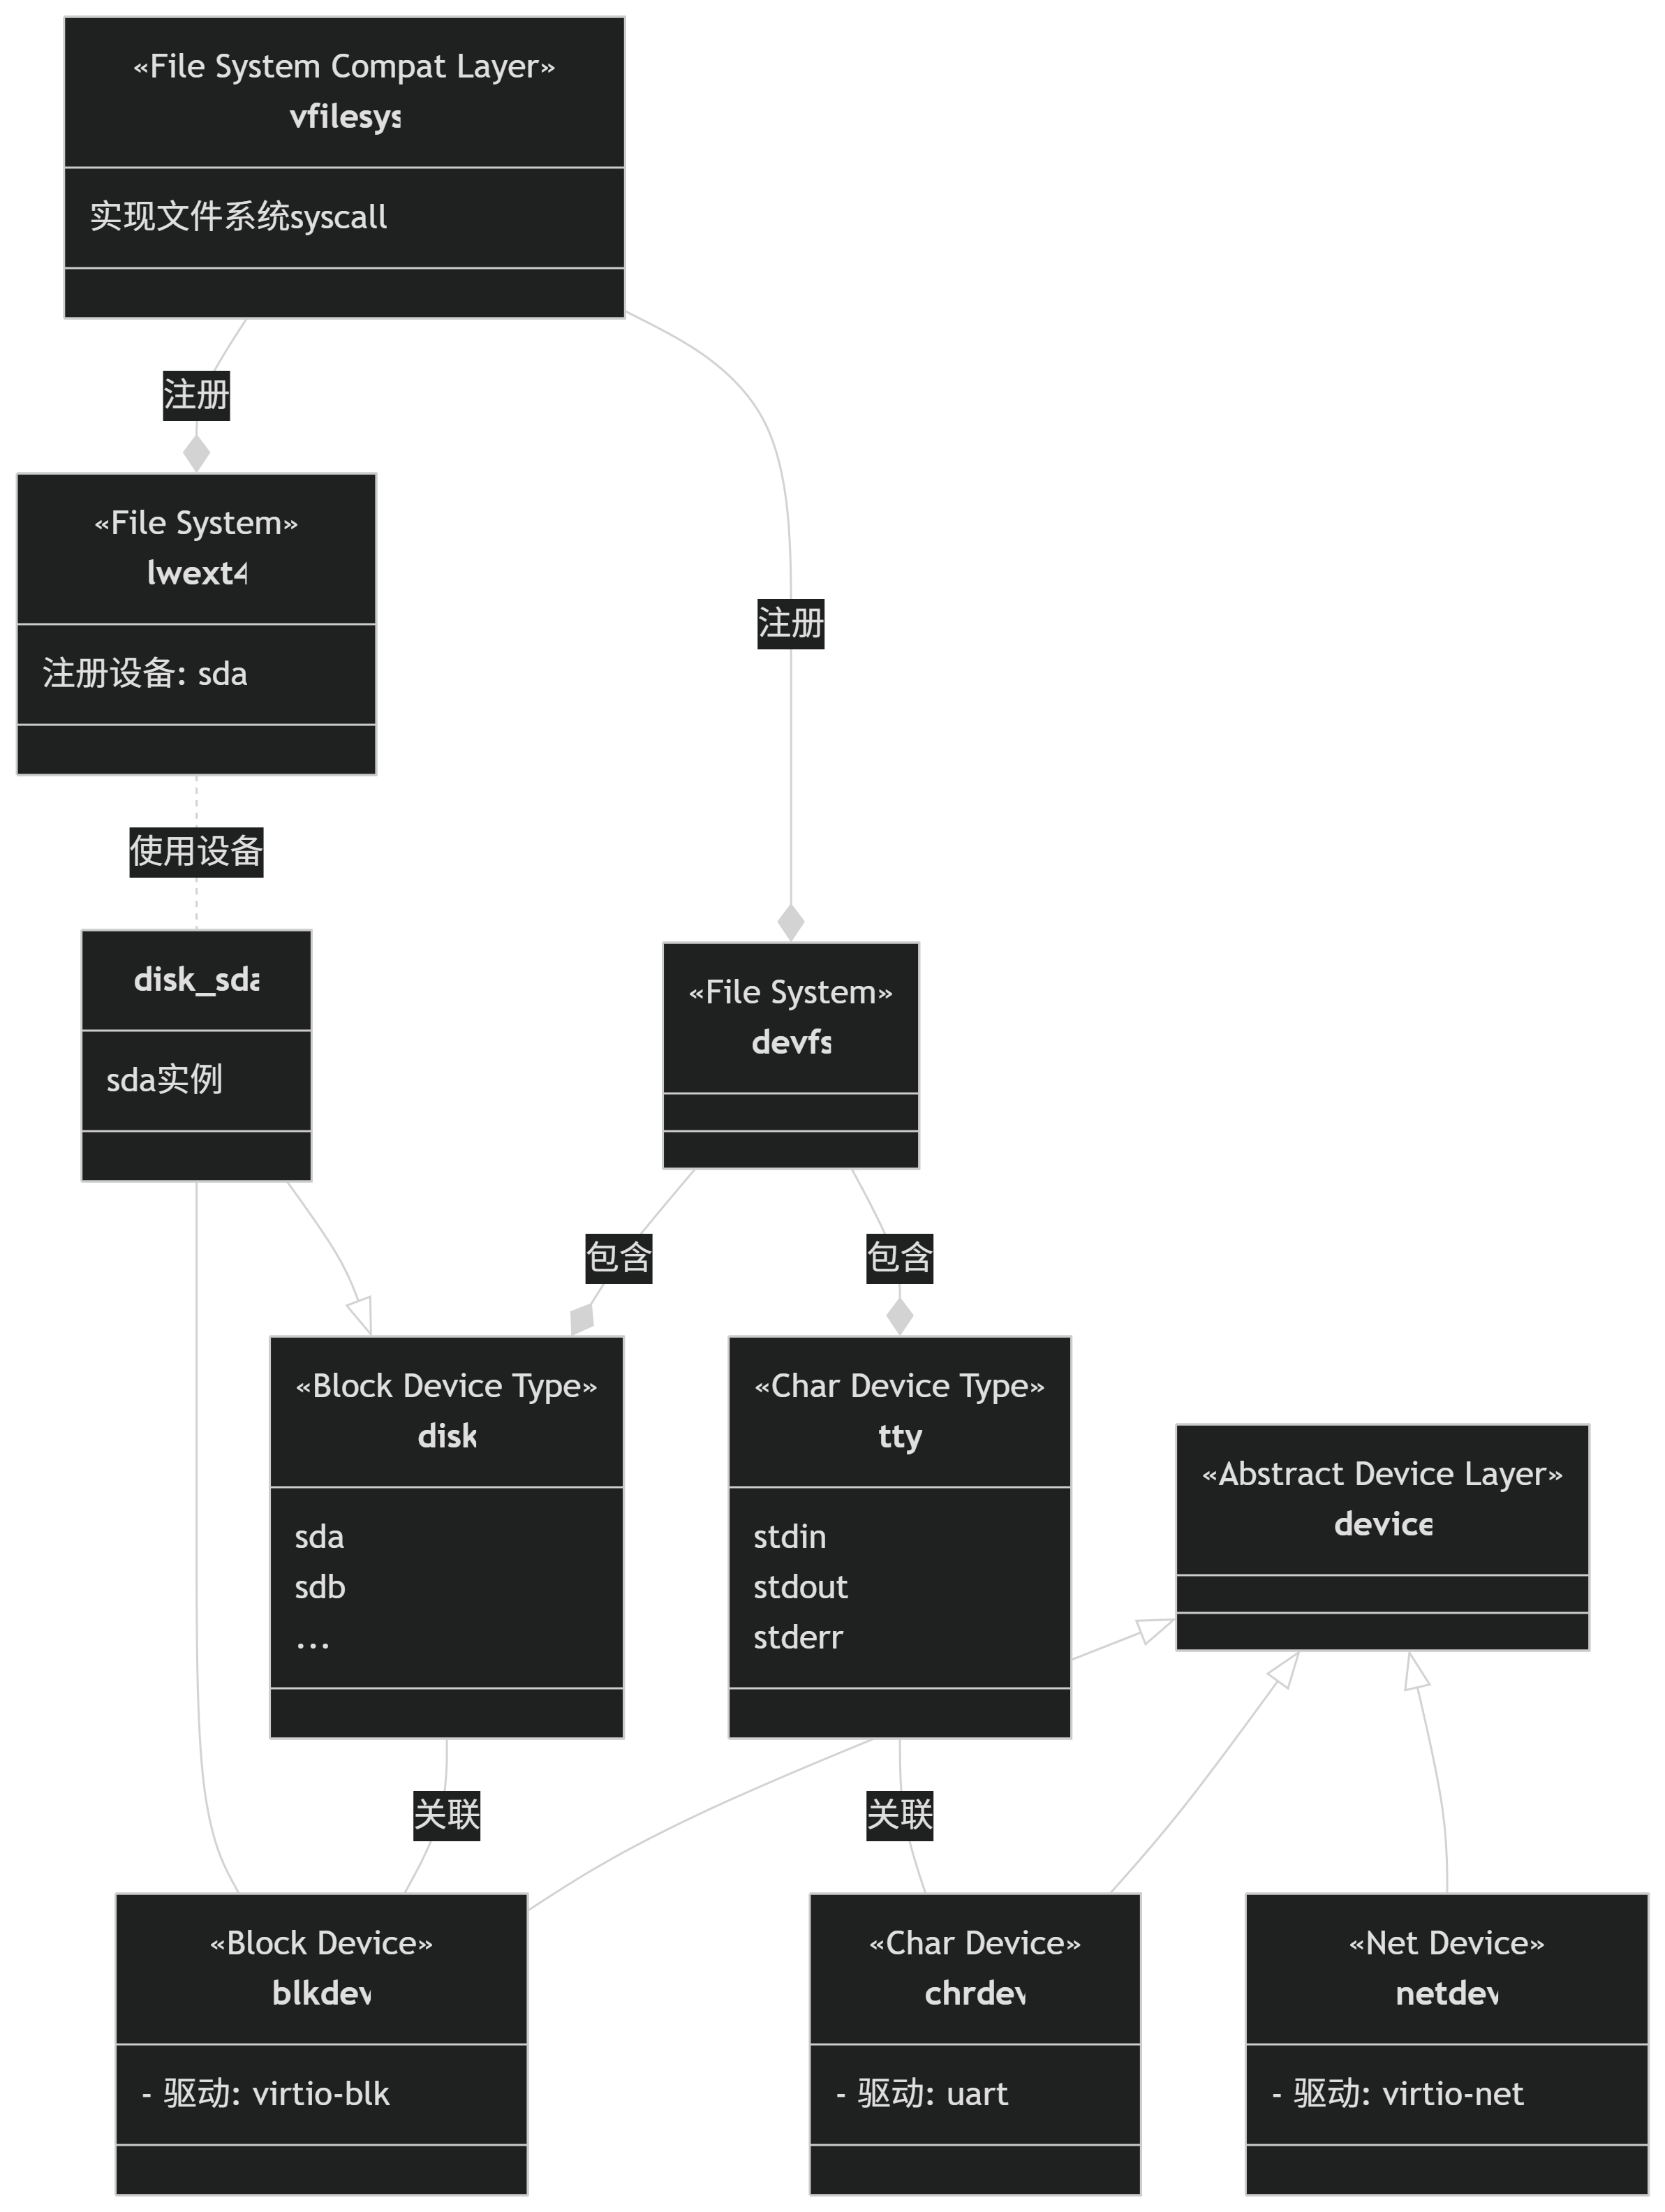 «File System Compat Layer»
vfilesys
实现文件系统syscall
注册
«File System»
lwext4
注册设备: sda
注册
使用设备
disk_sda
sda实例
«File System»
devfs
包含
包含
«Block Device Type»
disk
sda
sdb
...
«Char Device Type»
tty
stdin
stdout
stderr
«Abstract Device Layer»
device
关联
关联
«Block Device»
blkdev
- 驱动: virtio-blk
«Char Device»
chrdev
- 驱动: uart
«Net Device»
netdev
- 驱动: virtio-net